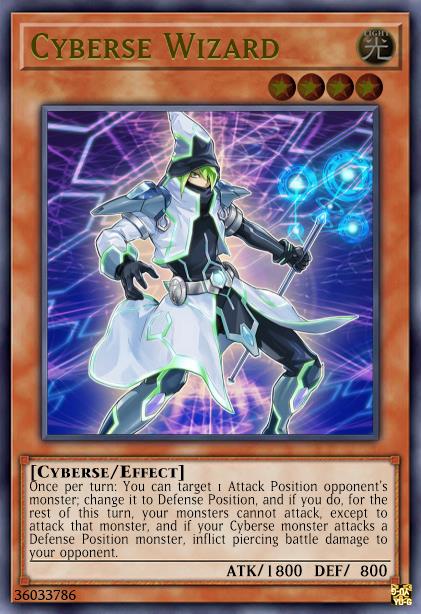 CYBERSE WIZARD
LIGHT
光
[CYBERSE/EFFECT]
Once per turn: You can target 1 Attack Position opponent's
monster; change it to Defense Position, and if you do, for the
rest of this turn, your monsters cannot attack, except to
attack that monster, and if your Cyberse monster attacks a
Defense Position monster, inflict piercing battle damage to
your opponent.
ATK/1800 DEF/ 800
36033786